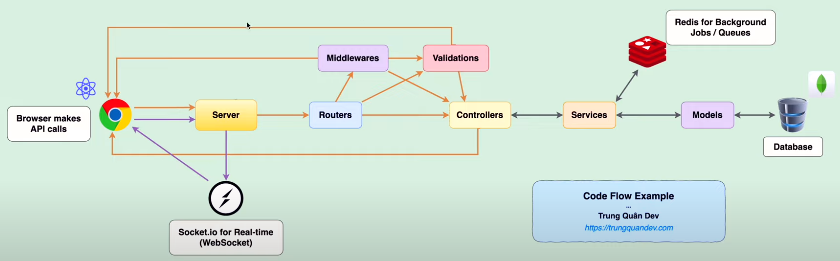 Redis for Background
Jobs / Queues
Middlewares
Validations
Browser makes
API calls
Server
Routers
Controllers
Services
Models
Database
Socket.io for Real-time
(WebSocket)
Code Flow Example
...
Trung Quân Dev
https://trungquandev.com